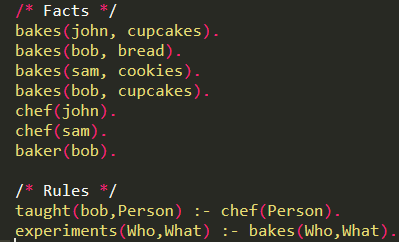 /* Facts */
bakes(john, cupcakes).
bakes(bob, bread).
bakes(sam, cookies).
bakes(bob, cupcakes).
chef(john).
chef(sam).
baker(bob).
/* Rules */
taught(bob,Person) :- chef(Person).
experiments(Who,What) :- bakes(Who,What).